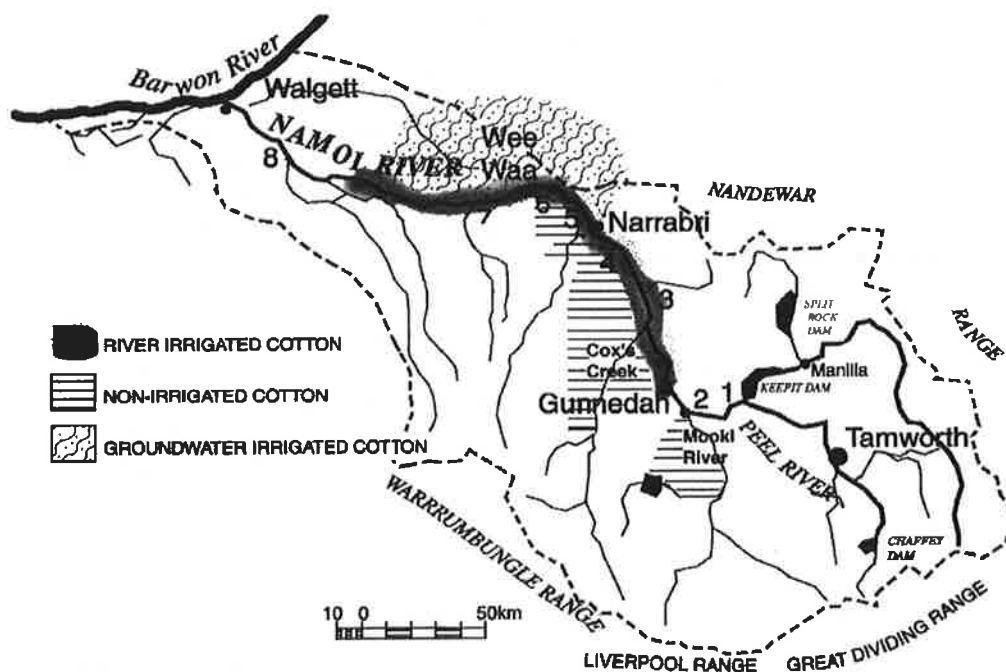 Barwon River
Walgett
NAMOI RIVER
8
Wee
Waa
7
6
5
Narrabri
4
NANDEWAR
RANGE
3
SPLIT
ROCK
DAM
Manilla
KEEPIT DAM
Cox's
Creek
Gunnedah
2
1
Mooki
River
PEEL RIVER
Tamworth
CHAFFEY
DAM
RIVER IRRIGATED COTTON
NON-IRRIGATED COTTON
GROUNDWATER IRRIGATED COTTON
WARRRUMBUNGLE RANGE
10 0 50km
LIVERPOOL RANGE GREAT DIVIDING RANGE